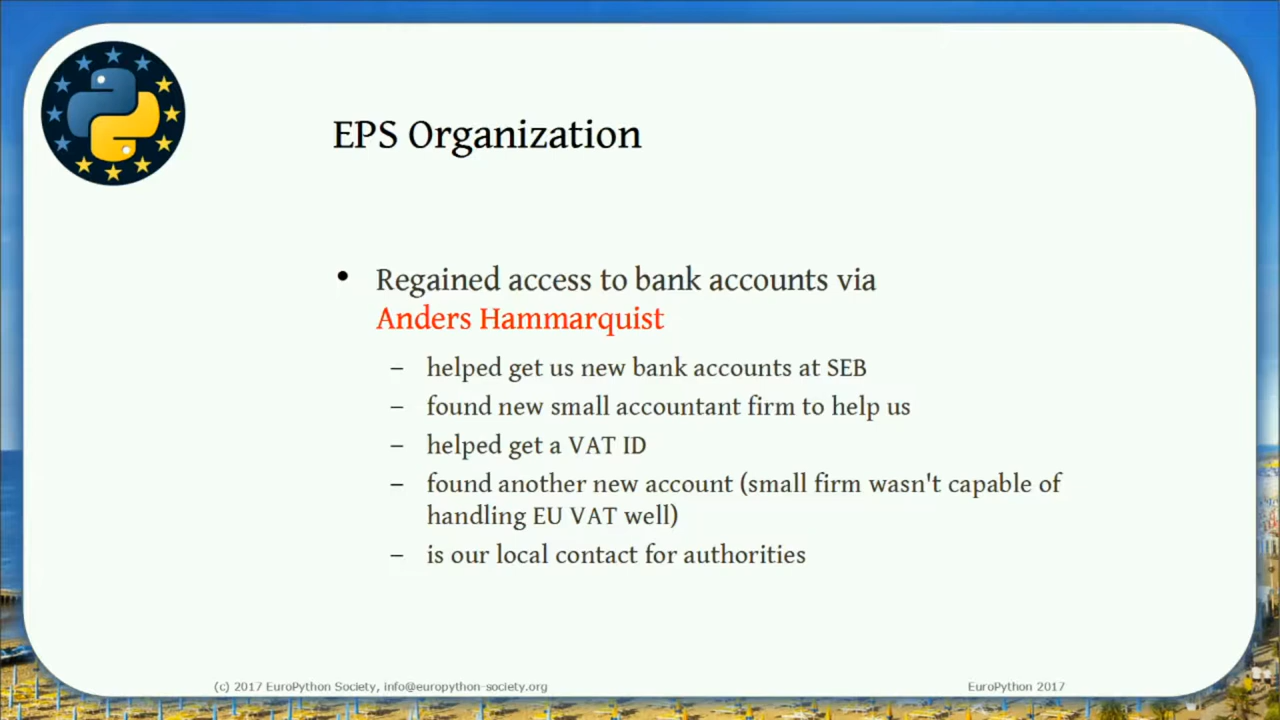 EPS Organization
• Regained access to bank accounts via
Anders Hammarquist
– helped get us new bank accounts at SEB
– found new small accountant firm to help us
– helped get a VAT ID
– found another new account (small firm wasn't capable of
handling EU VAT well)
– is our local contact for authorities
(c) 2017 EuroPython Society, info@europython-society.org
EuroPython 2017